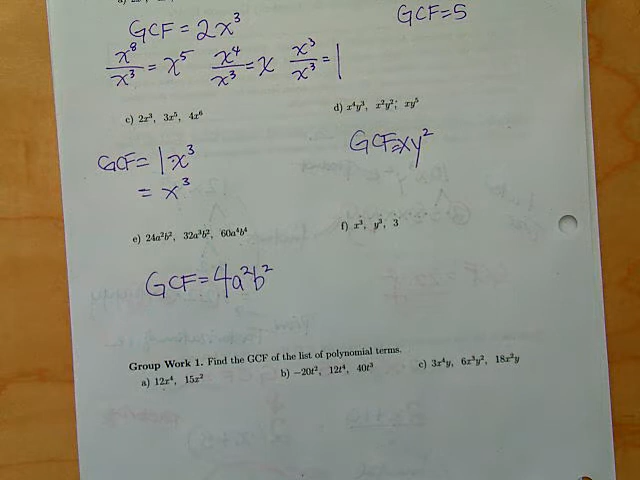 GCF = 2x³
GCF = 5
x⁸/x³ = x⁵ x⁴/x³ = x x³/x³ = 1
c) 2x³, 3x⁵, 4x⁶
d) x⁴y³, x²y², xy⁵
GCF = 1x³
= x³
GCF = xy²
e) 24a²b², 32a³b², 60a⁴b⁴
f) x³, y³, 3
GCF = 4a²b²
Group Work 1. Find the GCF of the list of polynomial terms.
a) 12x⁴, 15x²
b) −20t², 12t⁴, 40t³
c) 3x⁴y, 6x³y², 18x²y